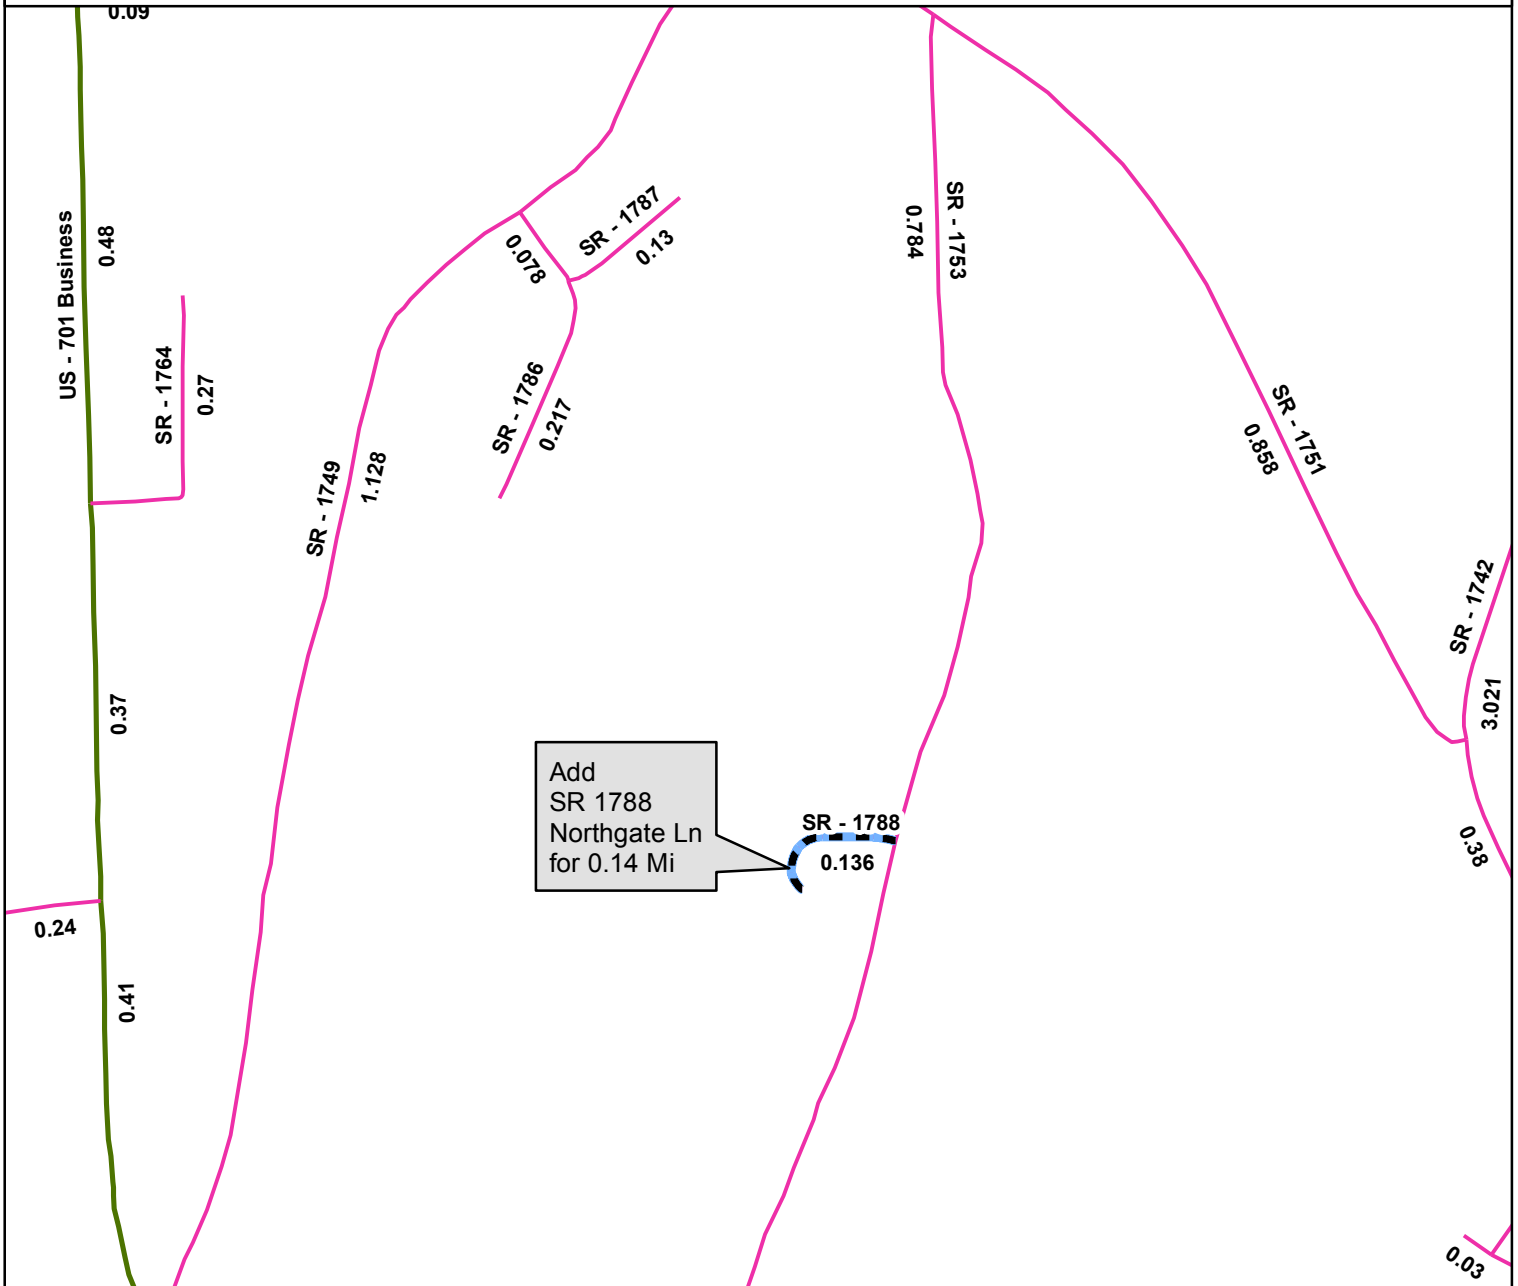 0.09
US - 701 Business
0.48
SR - 1764
0.27
SR - 1749
1.128
0.078
SR - 1787
0.13
SR - 1786
0.217
SR - 1753
0.784
SR - 1751
0.858
SR - 1742
3.021
0.38
0.37
Add
SR 1788
Northgate Ln
for 0.14 Mi
SR - 1788
0.136
0.24
0.41
0.03